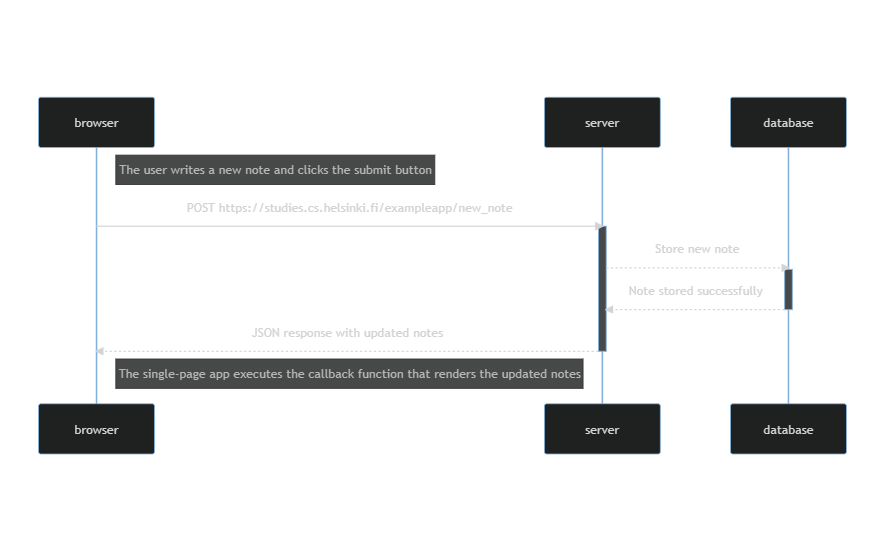 browser
server
database
The user writes a new note and clicks the submit button
POST https://studies.cs.helsinki.fi/exampleapp/new_note
Store new note
Note stored successfully
JSON response with updated notes
The single-page app executes the callback function that renders the updated notes
browser
server
database